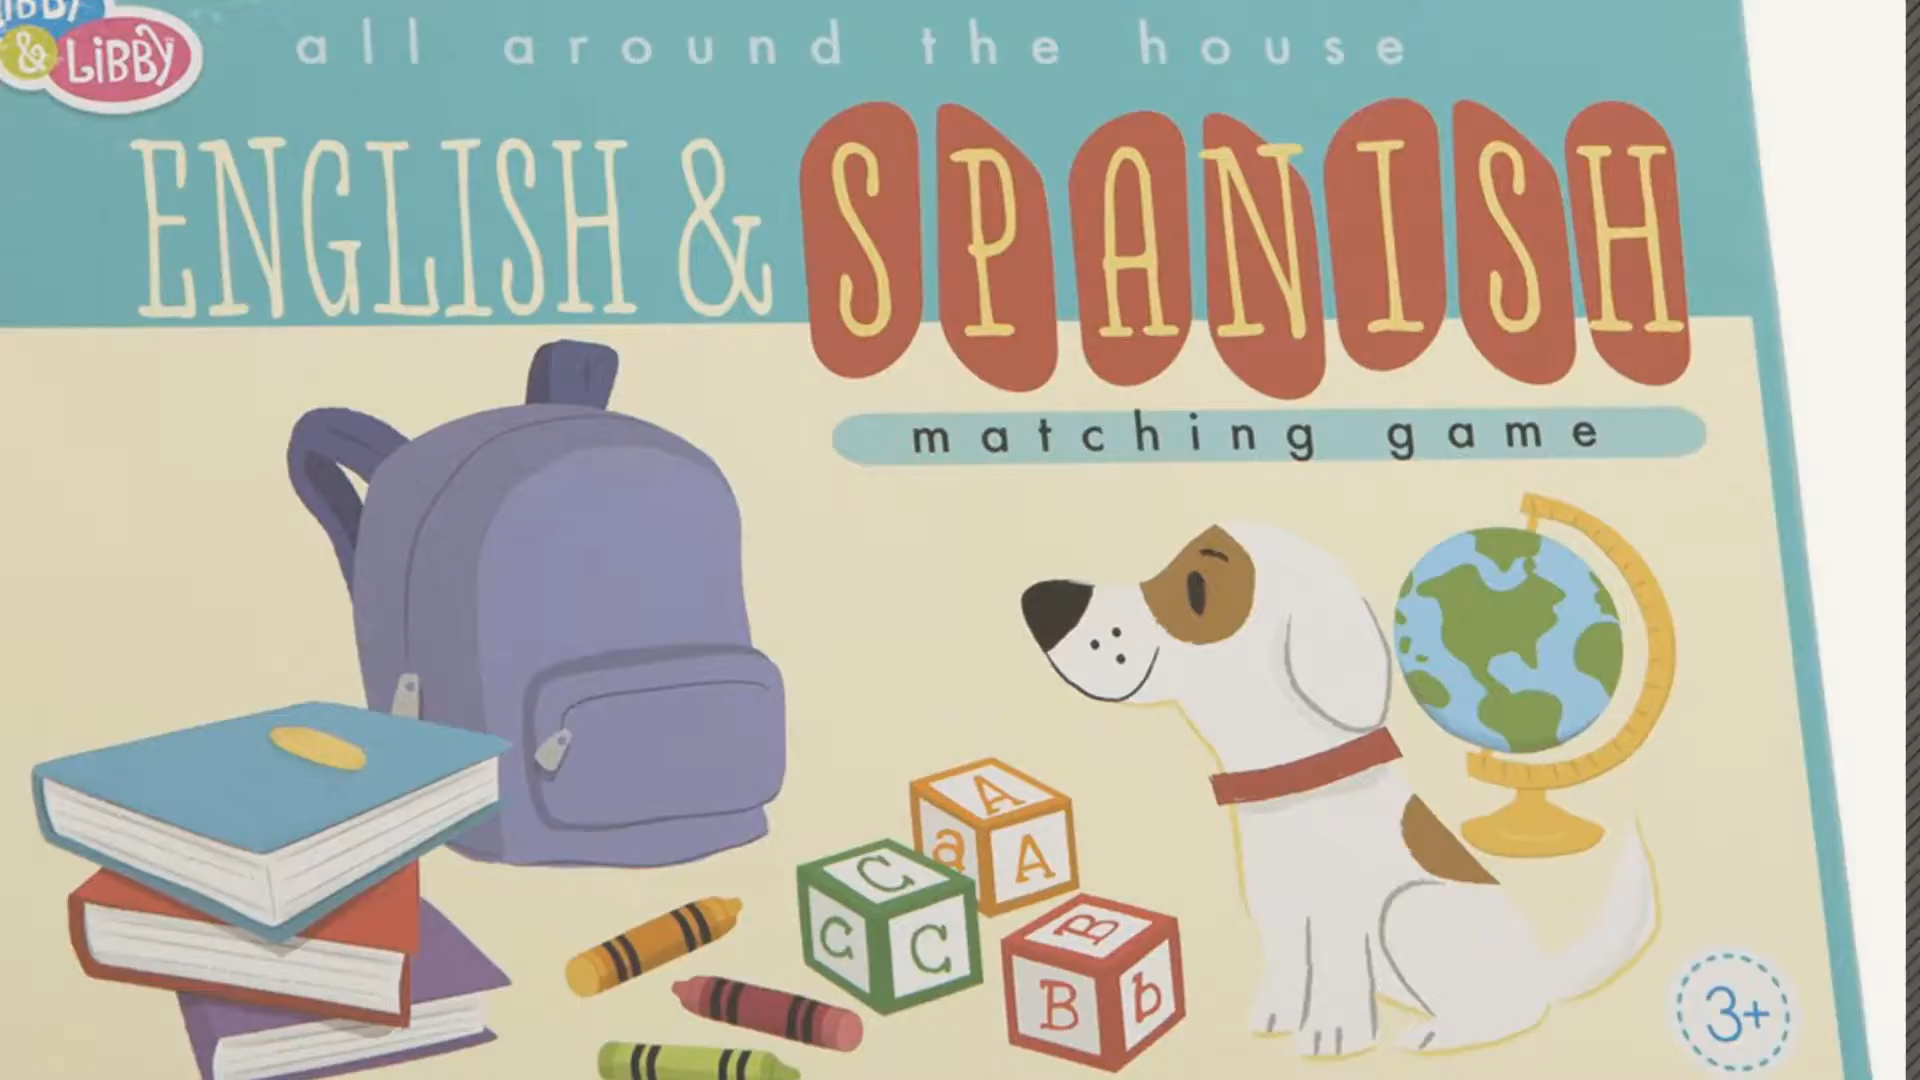 & LiBBY
all around the house
ENGLISH & SPANISH
matching game
A
a A
C
C C
B
B b
3+